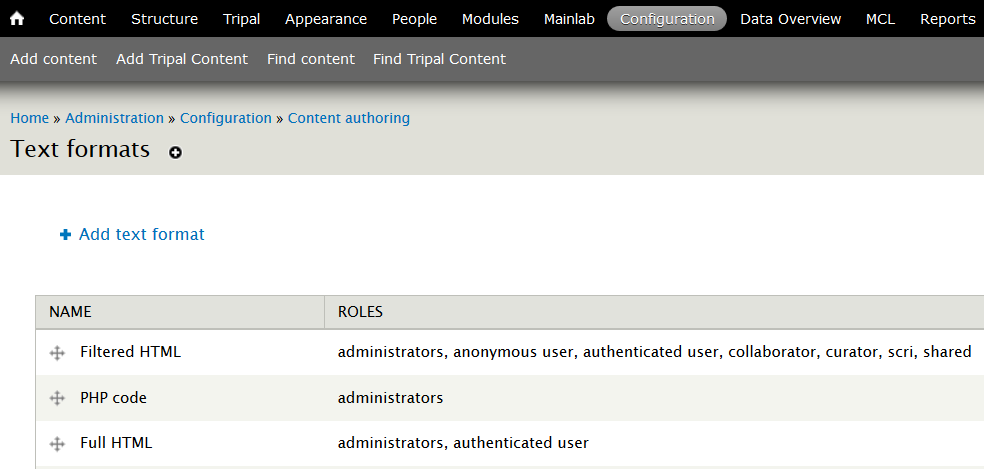 Content Structure Tripal Appearance People Modules Mainlab Configuration Data Overview MCL Reports
Add content Add Tripal Content Find content Find Tripal Content
Home » Administration » Configuration » Content authoring
Text formats
Add text format
NAME ROLES
Filtered HTML administrators, anonymous user, authenticated user, collaborator, curator, scri, shared
PHP code administrators
Full HTML administrators, authenticated user